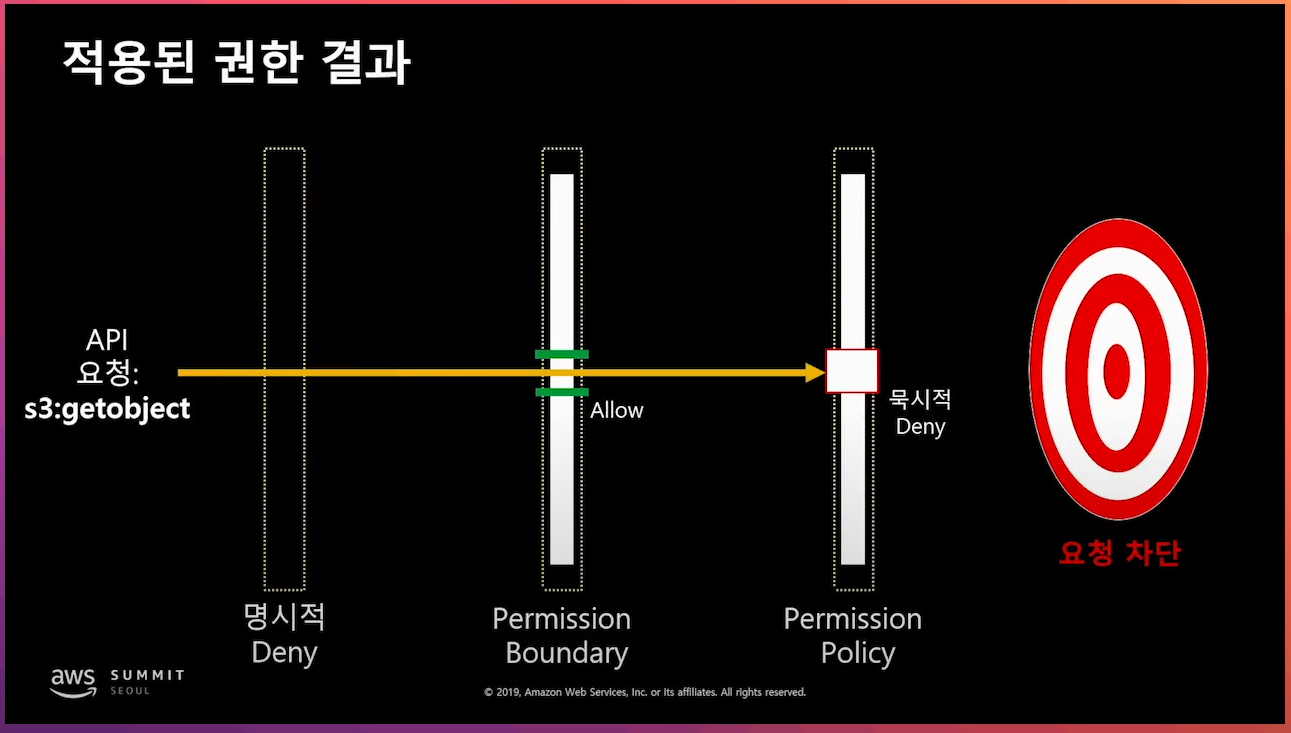 적용된 권한 결과
API
요청:
s3:getobject
Allow
묵시적
Deny
요청 차단
명시적
Deny
Permission
Boundary
Permission
Policy
aws SUMMIT
SEOUL
© 2019, Amazon Web Services, Inc. or its affiliates. All rights reserved.